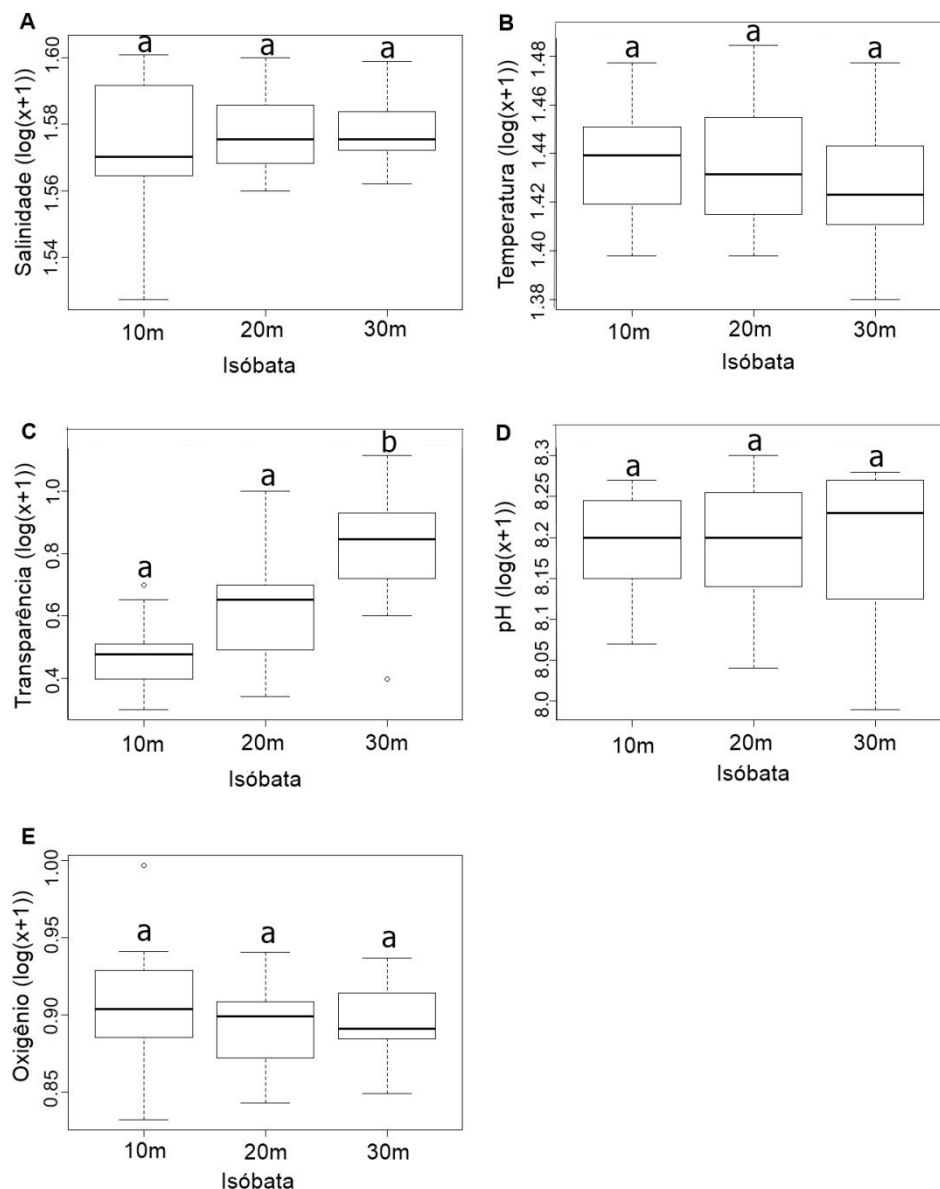 A
Salinidade (log(x+1))
1.60
1.58
1.56
1.54
a a a
10m 20m 30m
Isóbata
B
Temperatura (log(x+1))
1.48
1.46
1.44
1.42
1.40
1.38
a a a
10m 20m 30m
Isóbata
C
Transparência (log(x+1))
1.0
0.8
0.6
0.4
a a b
10m 20m 30m
Isóbata
D
pH (log(x+1))
8.3
8.25
8.2
8.15
8.1
8.05
8.0
a a a
10m 20m 30m
Isóbata
E
Oxigênio (log(x+1))
1.00
0.95
0.90
0.85
a a a
10m 20m 30m
Isóbata